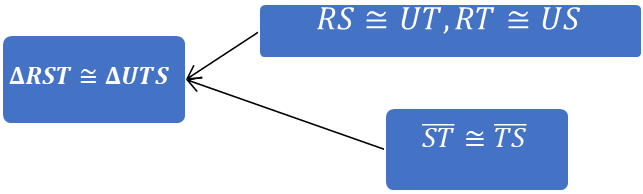 RS ≅ UT, RT ≅ US
ΔRST ≅ ΔUTS
S̅T̅ ≅ T̅S̅